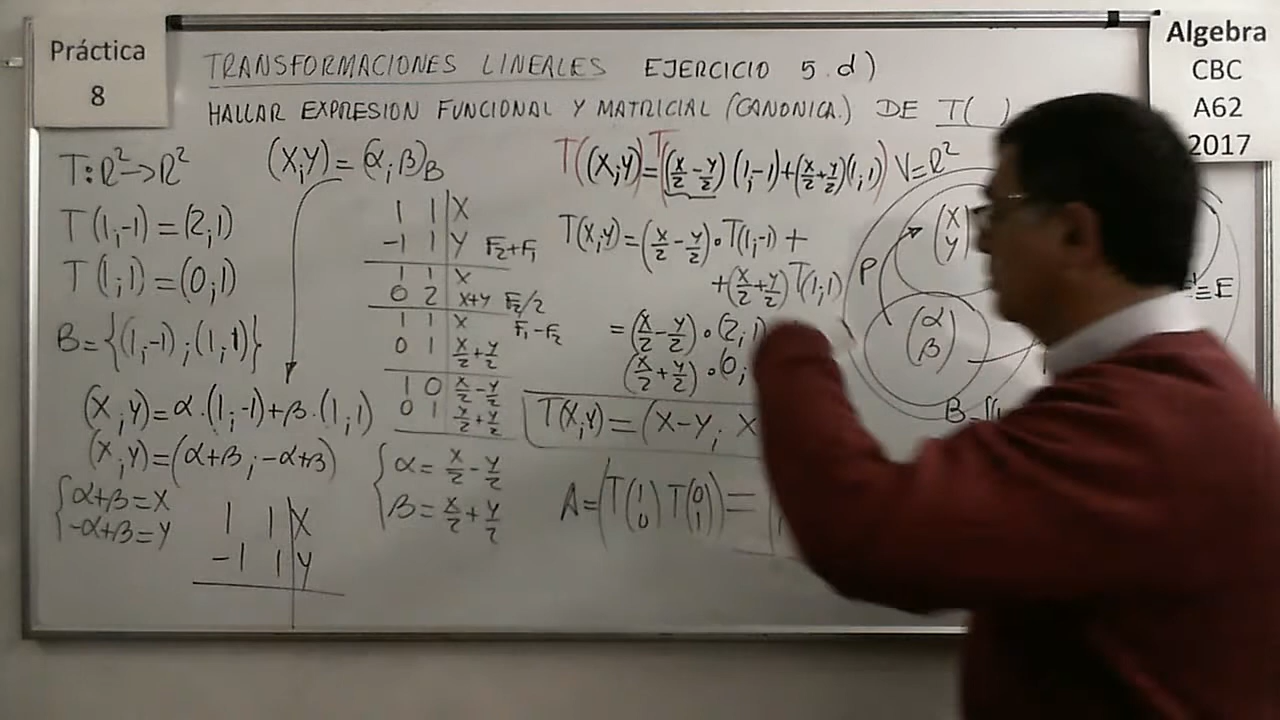 Práctica
8
Algebra
CBC
A62
2017
TRANSFORMACIONES LINEALES EJERCICIO 5.d)
HALLAR EXPRESION FUNCIONAL Y MATRICIAL (CANONICA.) DE T( )
T:R²→R²
T(1,-1)=(2,1)
T(1,1)=(0,1)
B={(1,-1);(1,1)}
(X,Y)=α.(1,-1)+β.(1,1)
(X,Y)=(α+β;-α+β)
α+β=X
-α+β=Y
1 1|X
-1 1|Y
(X;Y)=(α;β)B
1 1|X
-1 1|Y F2+F1
1 1|X
0 2|X+Y F2/2
1 1|X F1-F2
0 1|X/2+Y/2
1 0|X/2-Y/2
0 1|X/2+Y/2
α=X/2-Y/2
β=X/2+Y/2
T((X,Y)=T((X/2-Y/2)(1,-1)+(X/2+Y/2)(1,1))
T(X,Y)=(X/2-Y/2)·T(1,-1)+
+(X/2+Y/2)T(1,1)
=(X/2-Y/2)·(2,1)
(X/2+Y/2)·(0,
T(X,Y)=(X-Y; X
A=(T(1 0) T(0 1))=
V=R²
(X Y)
P
(α β)
=E
B=